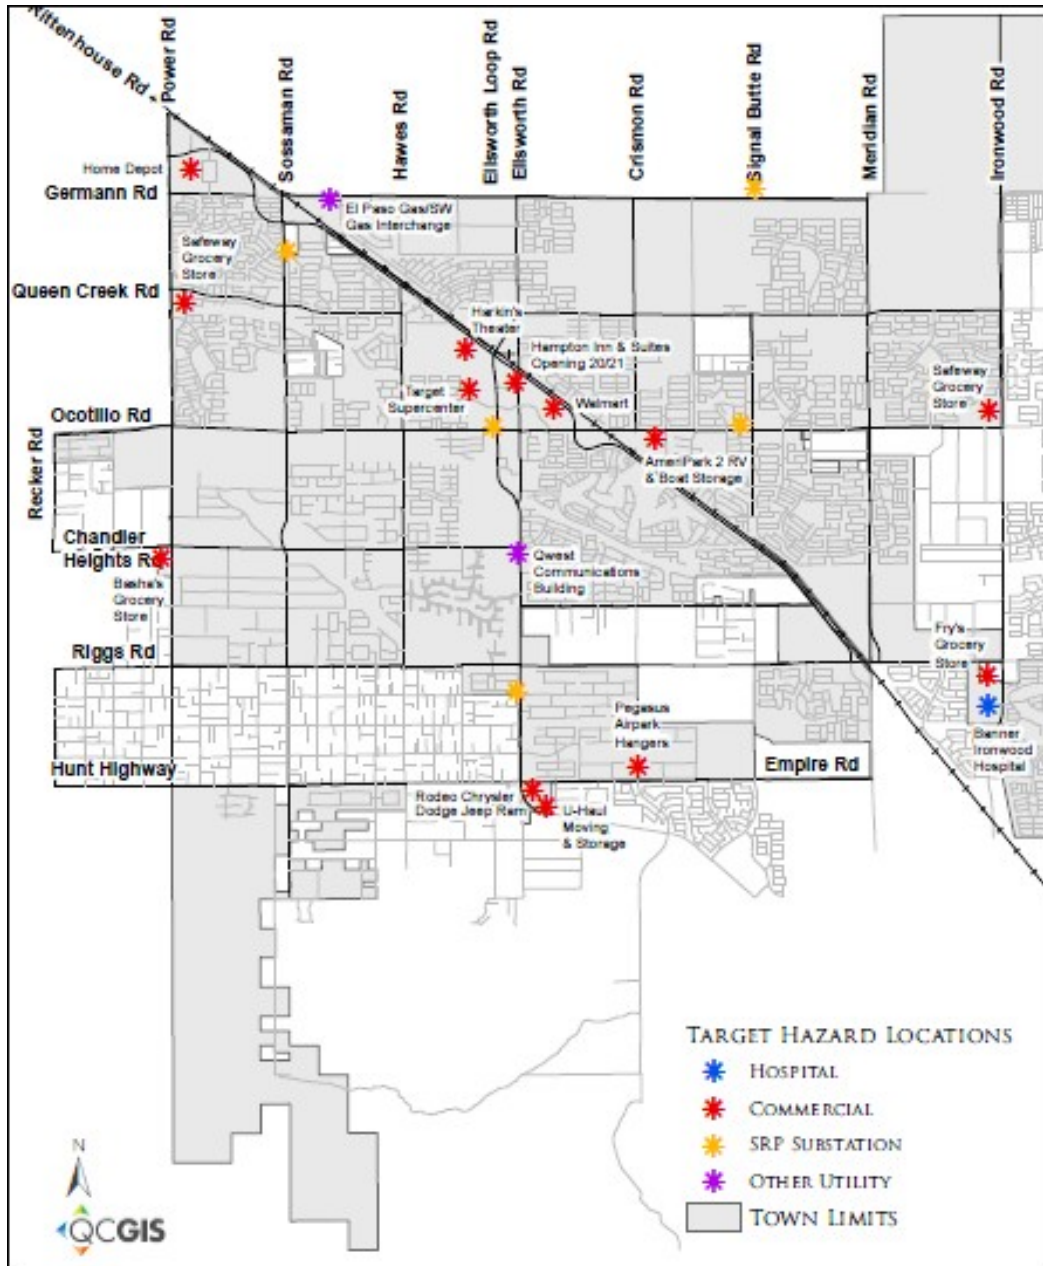 Rittenhouse Rd
Power Rd
Sossaman Rd
Hawes Rd
Ellsworth Loop Rd
Ellsworth Rd
Crismon Rd
Signal Butte Rd
Meridian Rd
Ironwood Rd
Home Depot
Germann Rd
El Paso Gas/SW
Gas Interchange
Safeway
Grocery
Store
Queen Creek Rd
Harkin's
Theater
Hampton Inn & Suites
Opening 20/21
Target
Supercenter
Walmart
Safeway
Grocery
Store
Ocotillo Rd
Recker Rd
AmeriPark 2 RV
& Boat Storage
Chandler
Heights Rd
Qwest
Communications
Building
Basha's
Grocery
Store
Riggs Rd
Fry's
Grocery
Store
Pegasus
Airpark
Hangers
Banner
Ironwood
Hospital
Hunt Highway
Empire Rd
Rodeo Chrysler
Dodge Jeep Ram
U-Haul
Moving
& Storage
TARGET HAZARD LOCATIONS
HOSPITAL
COMMERCIAL
SRP SUBSTATION
OTHER UTILITY
TOWN LIMITS
N
QCGIS